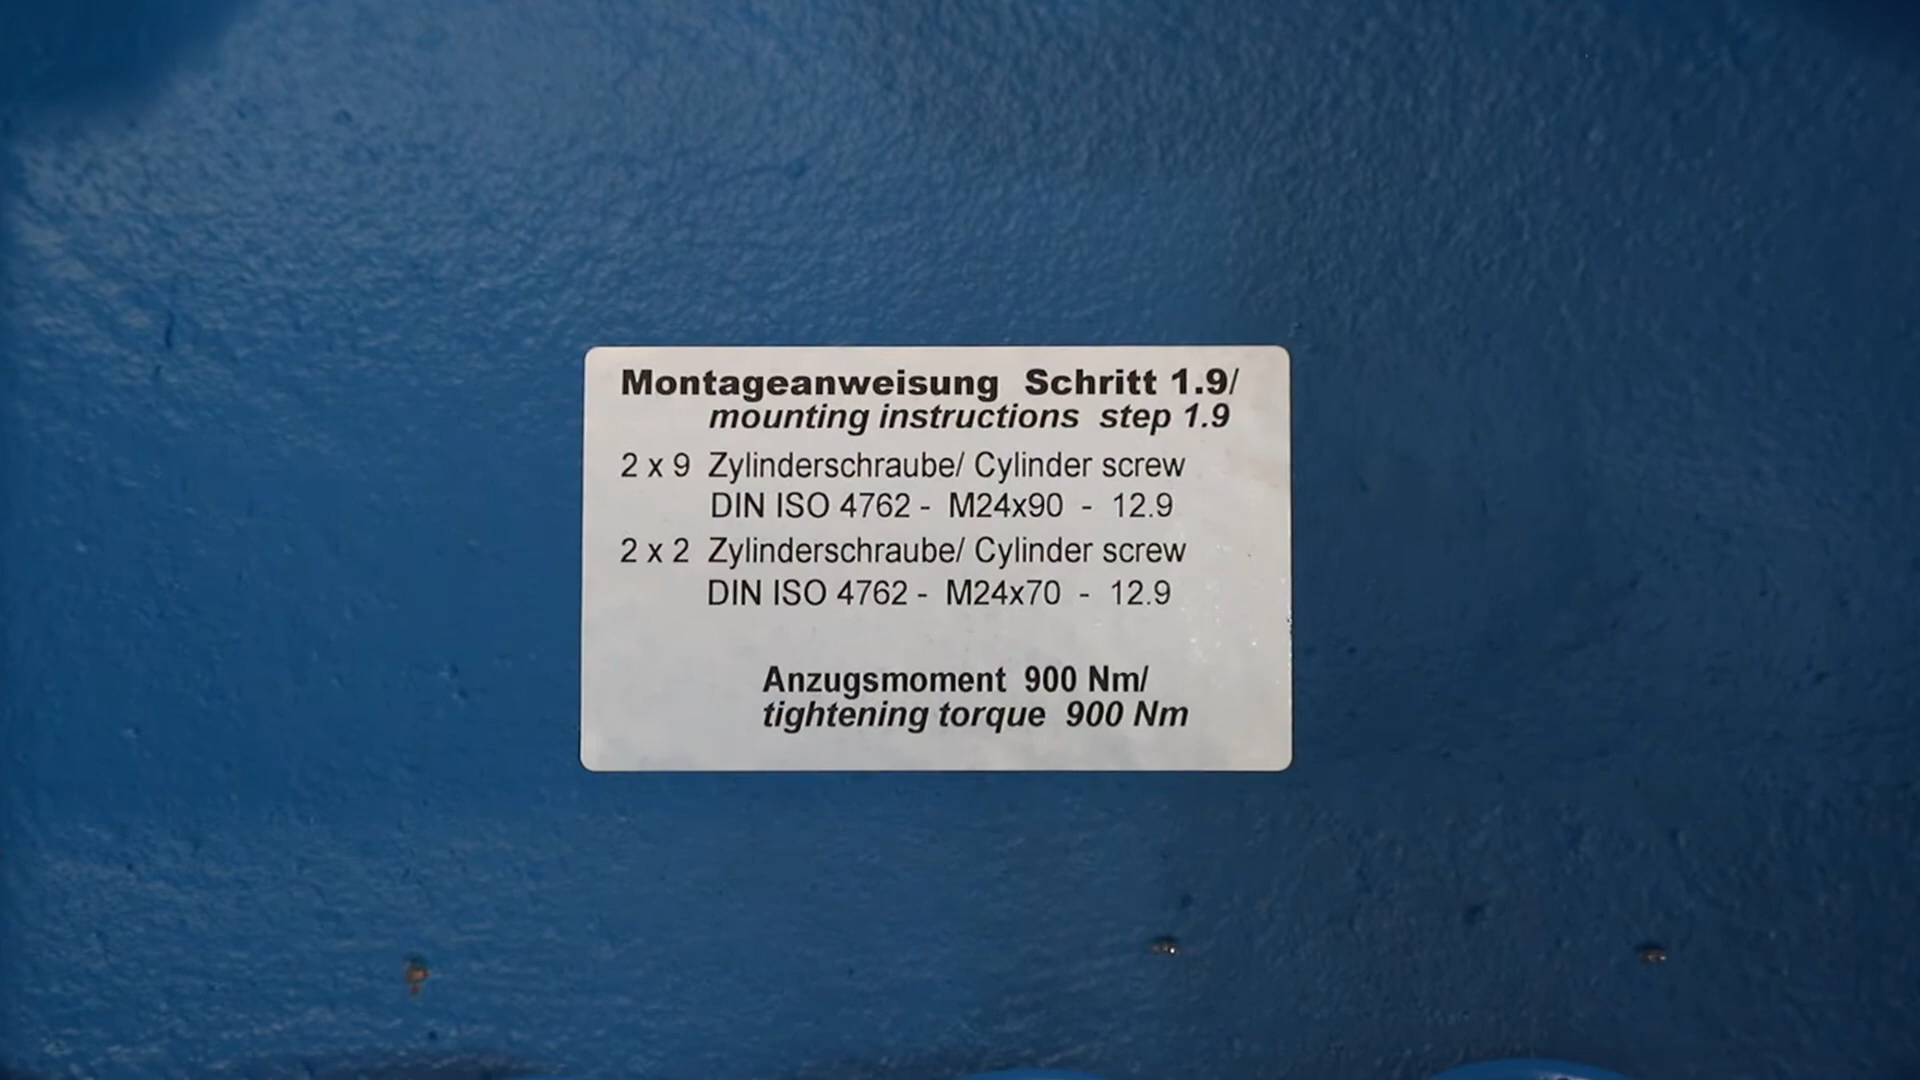 Montageanweisung Schritt 1.9/
mounting instructions step 1.9
2 x 9 Zylinderschraube/ Cylinder screw
DIN ISO 4762 - M24x90 - 12.9
2 x 2 Zylinderschraube/ Cylinder screw
DIN ISO 4762 - M24x70 - 12.9
Anzugsmoment 900 Nm/
tightening torque 900 Nm